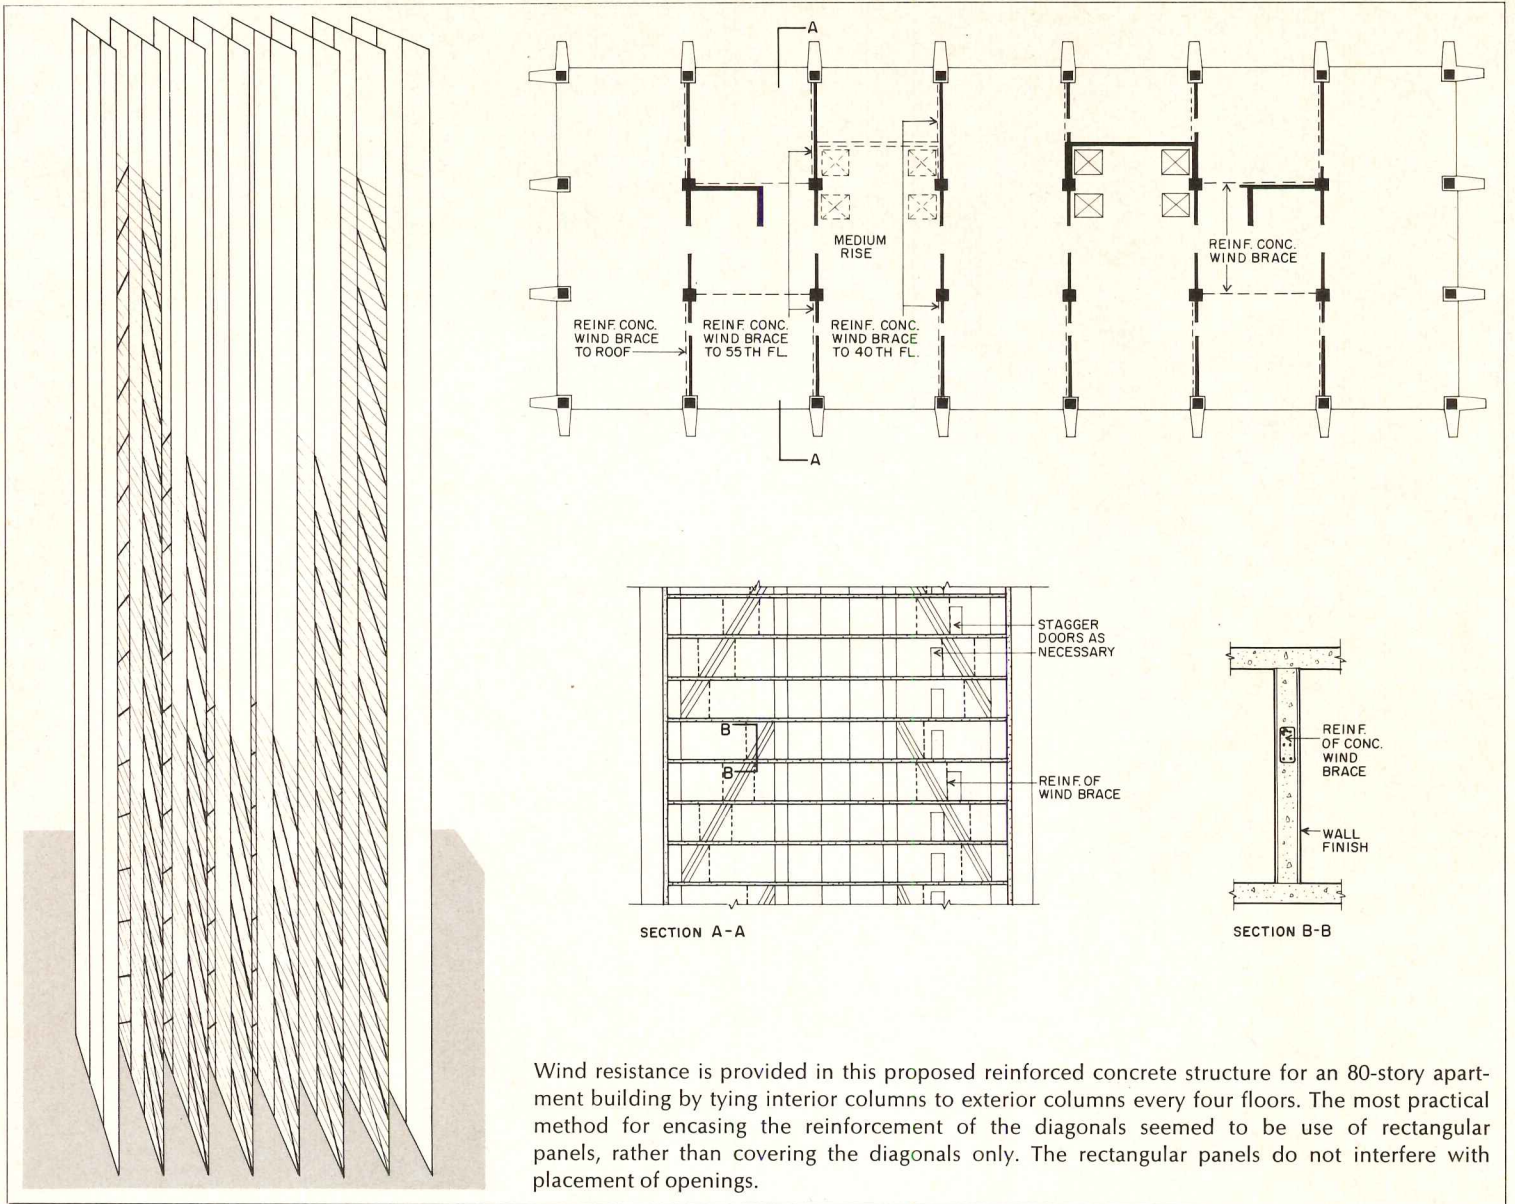 A
MEDIUM
RISE
REINF. CONC.
WIND BRACE
REINF. CONC.
WIND BRACE
TO ROOF
REINF. CONC.
WIND BRACE
TO 55TH FL.
REINF. CONC.
WIND BRACE
TO 40TH FL.
A
STAGGER
DOORS AS
NECESSARY
B
B
REINF. OF
WIND BRACE
SECTION A-A
REINF.
OF CONC.
WIND
BRACE
WALL
FINISH
SECTION B-B
Wind resistance is provided in this proposed reinforced concrete structure for an 80-story apart-
ment building by tying interior columns to exterior columns every four floors. The most practical
method for encasing the reinforcement of the diagonals seemed to be use of rectangular
panels, rather than covering the diagonals only. The rectangular panels do not interfere with
placement of openings.